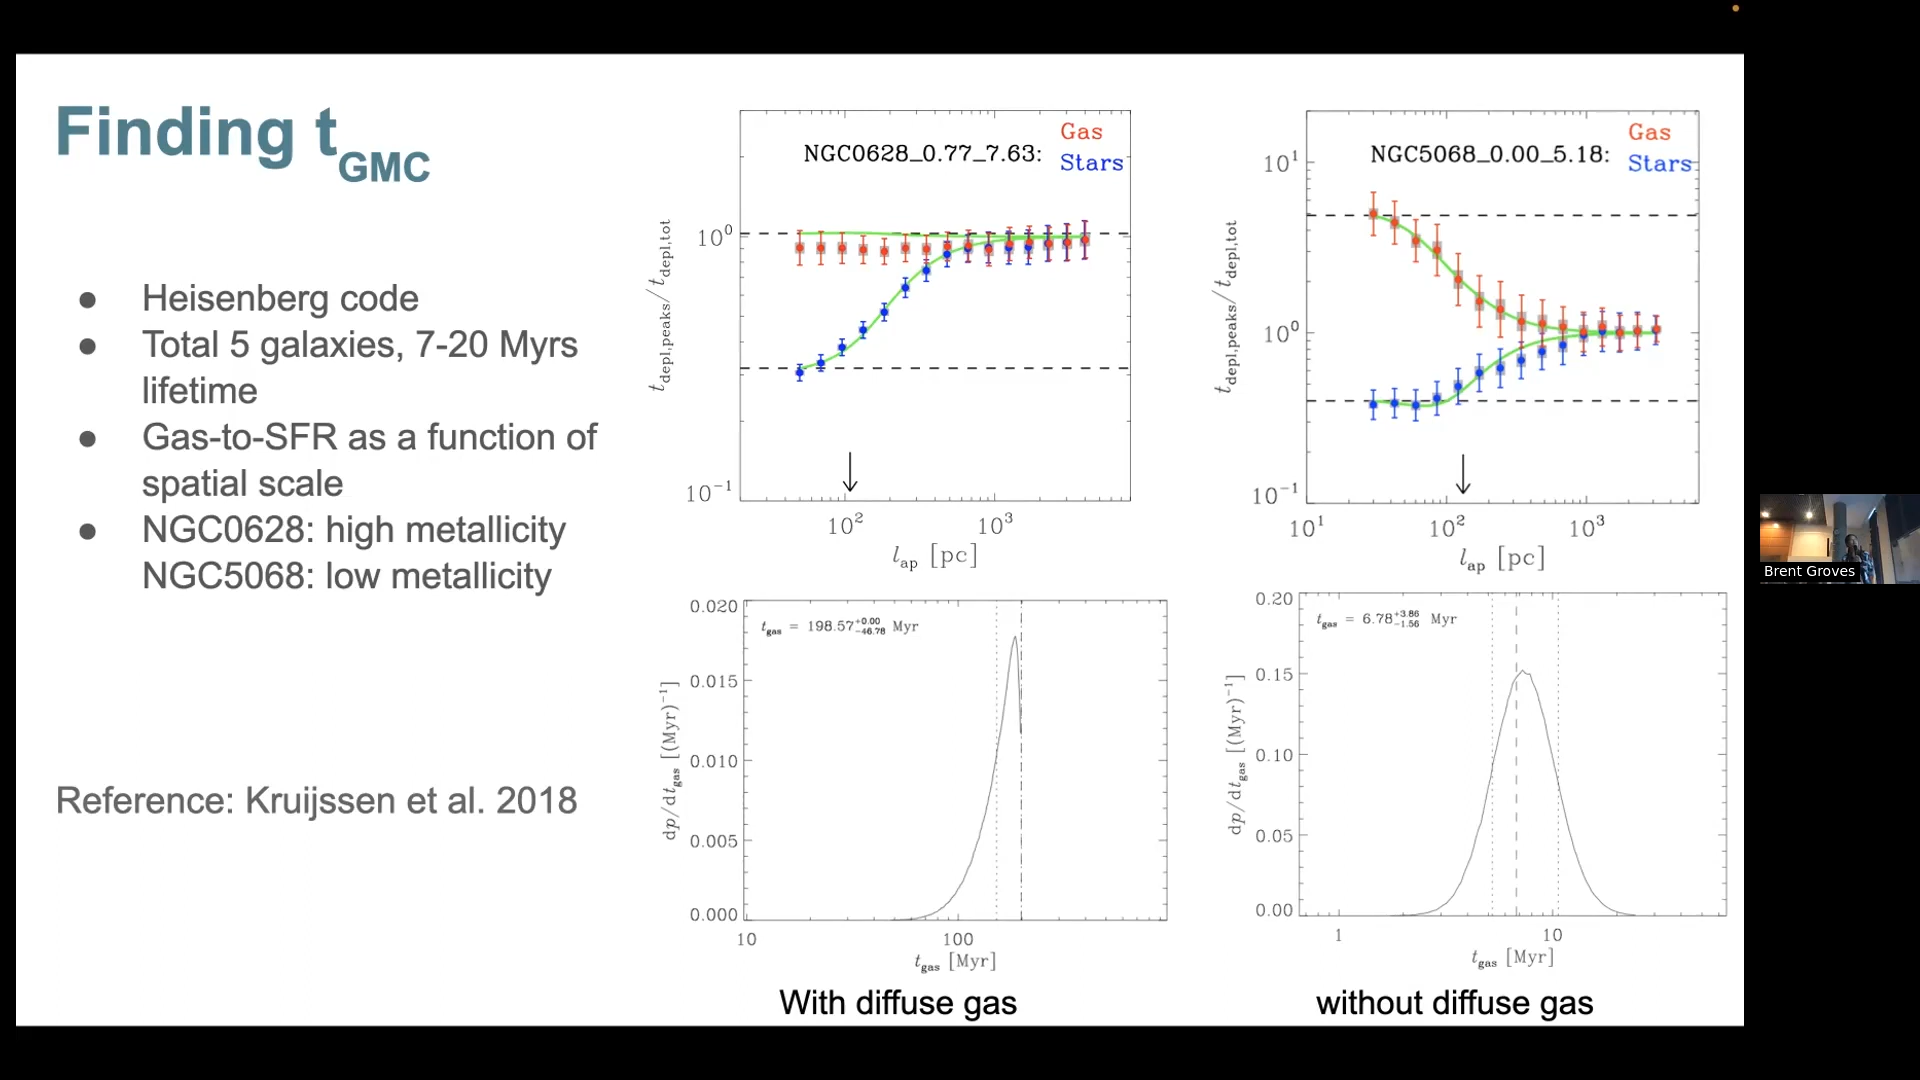 Finding tGMC
● Heisenberg code
● Total 5 galaxies, 7-20 Myrs
lifetime
● Gas-to-SFR as a function of
spatial scale
● NGC0628: high metallicity
NGC5068: low metallicity
Reference: Kruijssen et al. 2018
NGC0628_0.77_7.63:
Gas
Stars
10^0
10^-1
t_depl,peaks/t_depl,tot
10^2 10^3
l_ap [pc]
NGC5068_0.00_5.18:
Gas
Stars
10^1
10^0
10^-1
t_depl,peaks/t_depl,tot
10^1 10^2 10^3
l_ap [pc]
t_gas = 198.57^+0.00_-46.78 Myr
0.020
0.015
0.010
0.005
0.000
dp/dt_gas [(Myr)^-1]
10 100
t_gas [Myr]
With diffuse gas
t_gas = 6.78^+3.86_-1.56 Myr
0.20
0.15
0.10
0.05
0.00
dp/dt_gas [(Myr)^-1]
1 10
t_gas [Myr]
without diffuse gas
Brent Groves